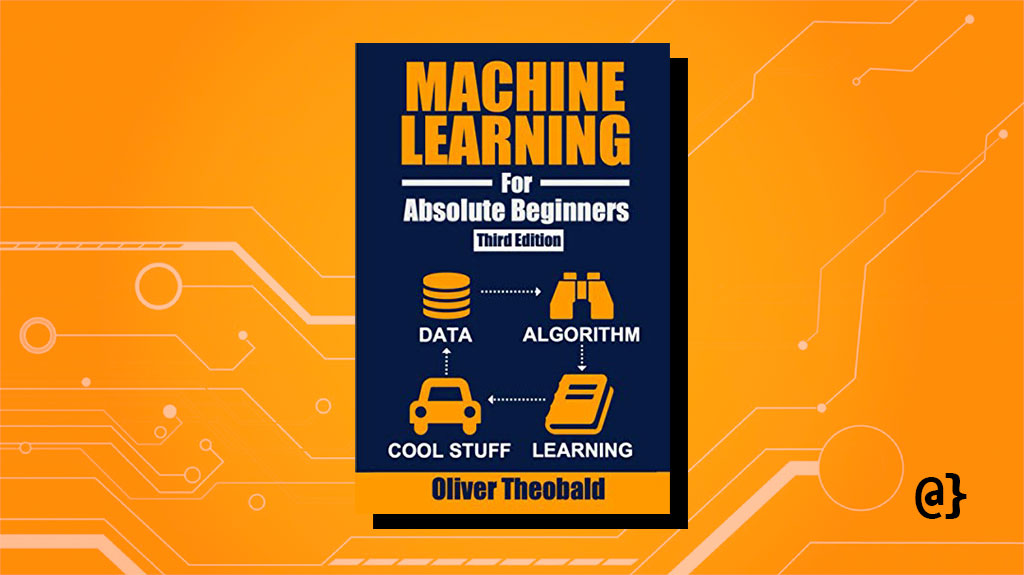 MACHINE
LEARNING
For
Absolute Beginners
Third Edition
DATA
ALGORITHM
COOL STUFF
LEARNING
Oliver Theobald
@}